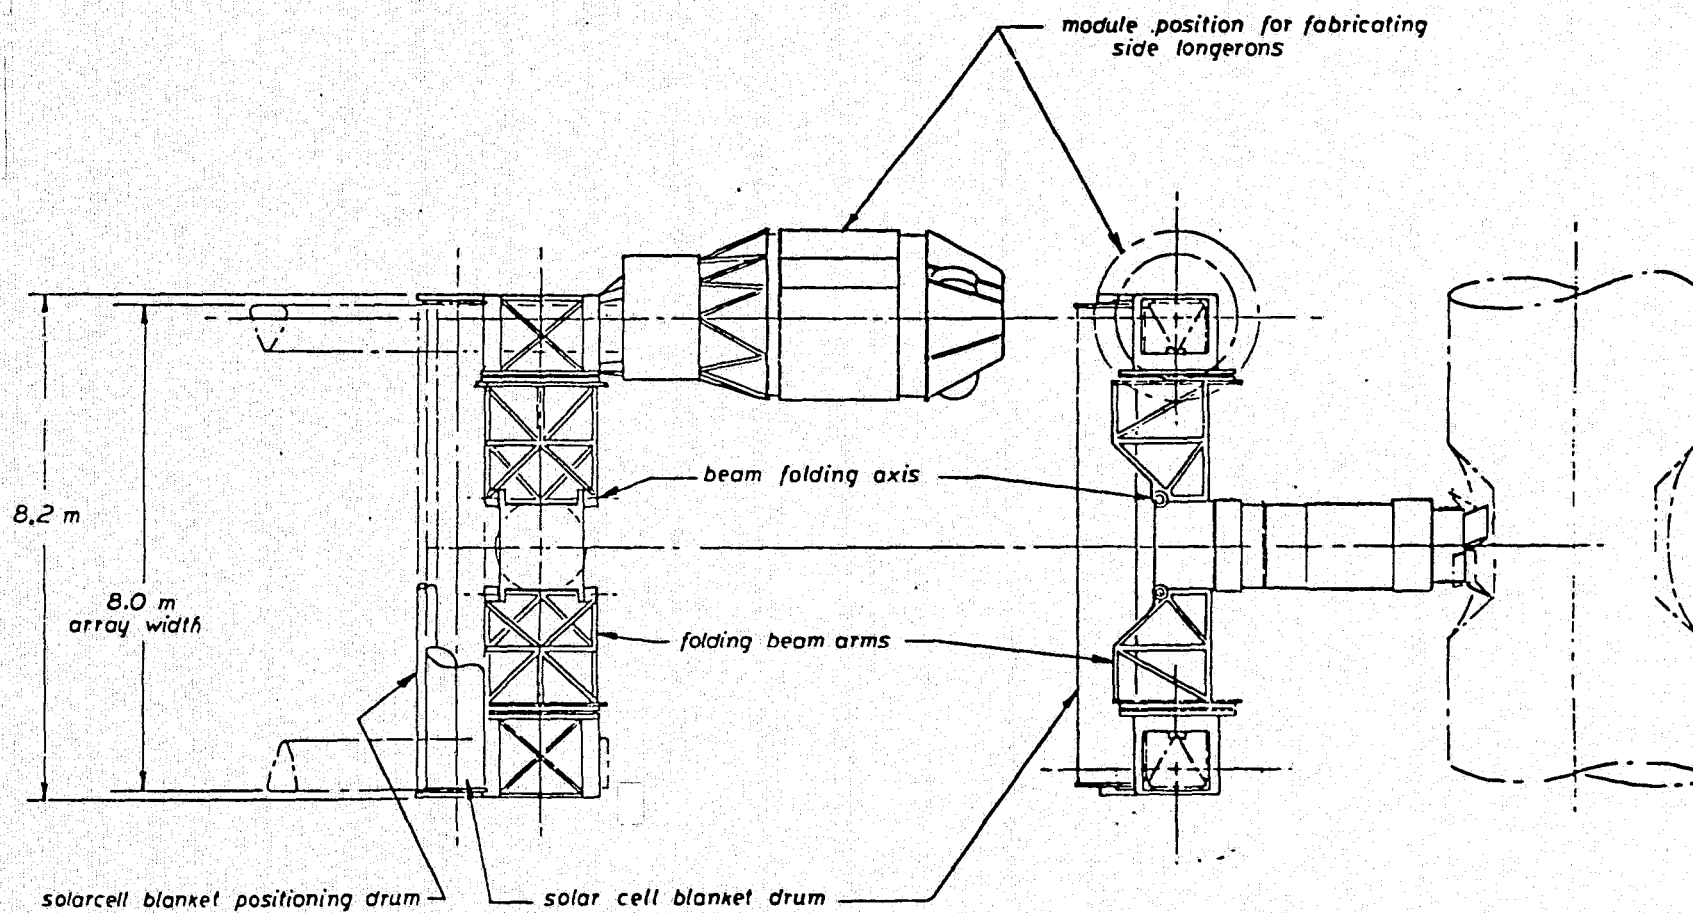 module position for fabricating
side longerons
beam folding axis
8.2 m
8.0 m
array width
folding beam arms
solarcell blanket positioning drum
solar cell blanket drum